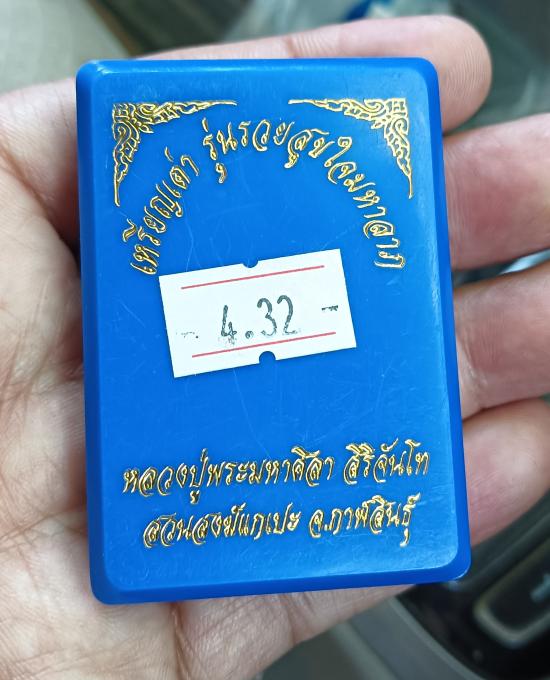 เหรียญเต่า รุ่นรวยสุขใจมหาลาภ
- 4.32 -
หลวงปู่พระมหาศิลา สิริจันโท
สวนสงฆ์แกเปะ จ.กาฬสินธุ์